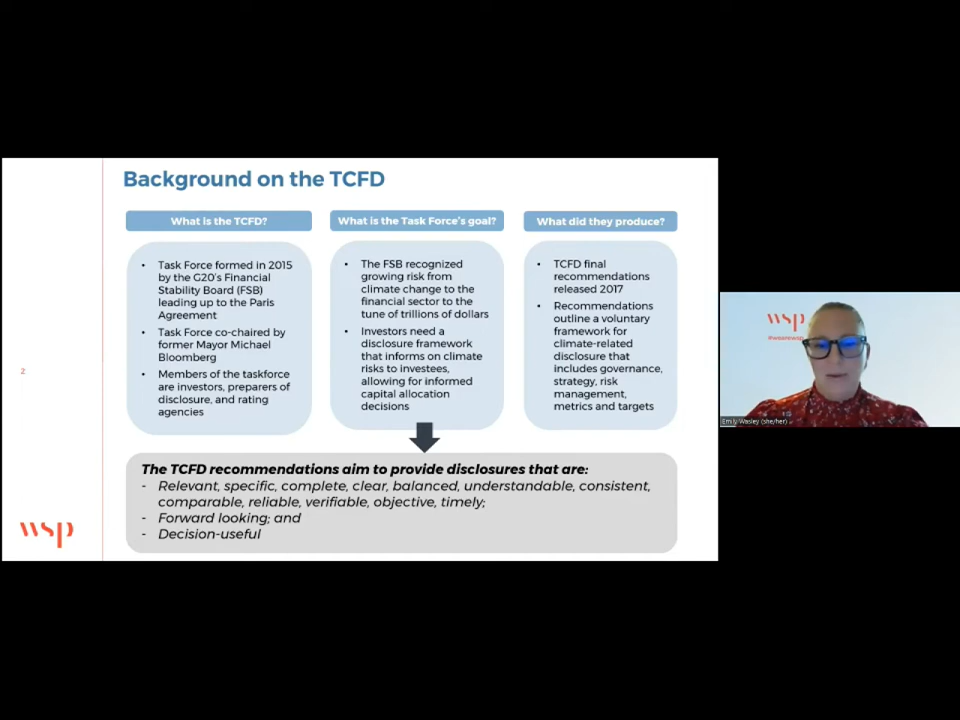 Background on the TCFD
What is the TCFD?
• Task Force formed in 2015
by the G20's Financial
Stability Board (FSB)
leading up to the Paris
Agreement
• Task Force co-chaired by
former Mayor Michael
Bloomberg
• Members of the taskforce
are investors, preparers of
disclosure, and rating
agencies
What is the Task Force's goal?
• The FSB recognized
growing risk from
climate change to the
financial sector to the
tune of trillions of dollars
• Investors need a
disclosure framework
that informs on climate
risks to investees,
allowing for informed
capital allocation
decisions
What did they produce?
• TCFD final
recommendations
released 2017
• Recommendations
outline a voluntary
framework for
climate-related
disclosure that
includes governance,
strategy, risk
management,
metrics and targets
The TCFD recommendations aim to provide disclosures that are:
- Relevant, specific, complete, clear, balanced, understandable, consistent,
comparable, reliable, verifiable, objective, timely;
- Forward looking; and
- Decision-useful
2
wsp
wsp
#wearewsp
Emily Wasley (she/her)